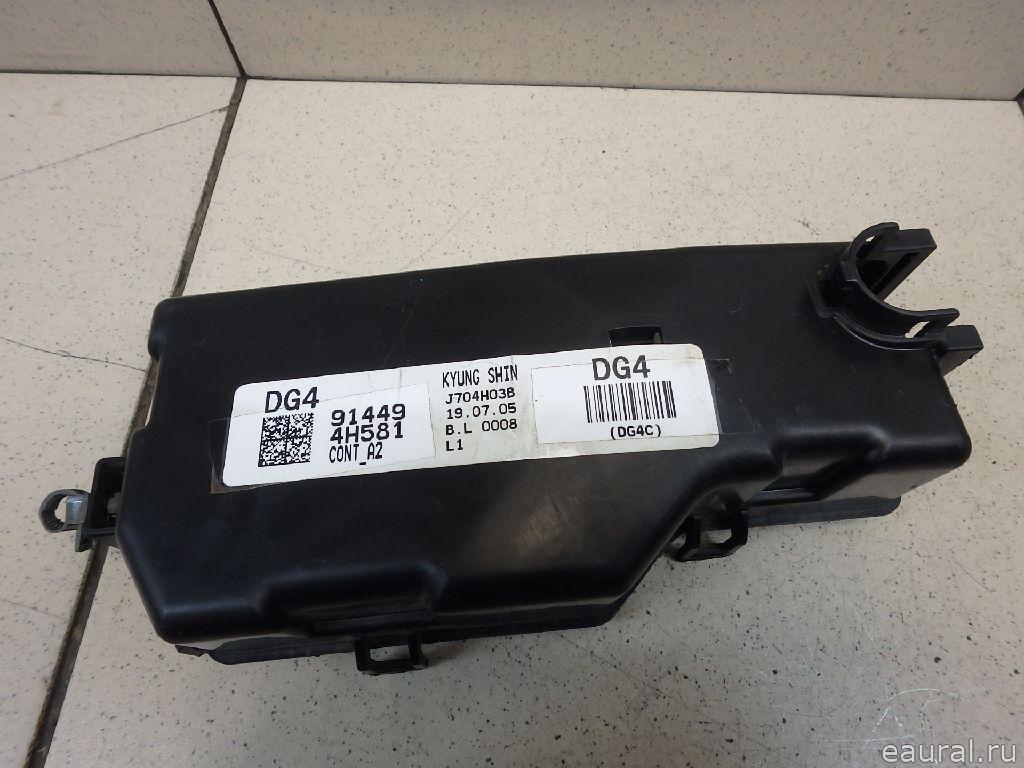 DG4
91449
4H581
CONT_A2
KYUNG SHIN
J704H03B
19.07.05
B.L 0008
L1
DG4
(DG4C)
eaural.ru